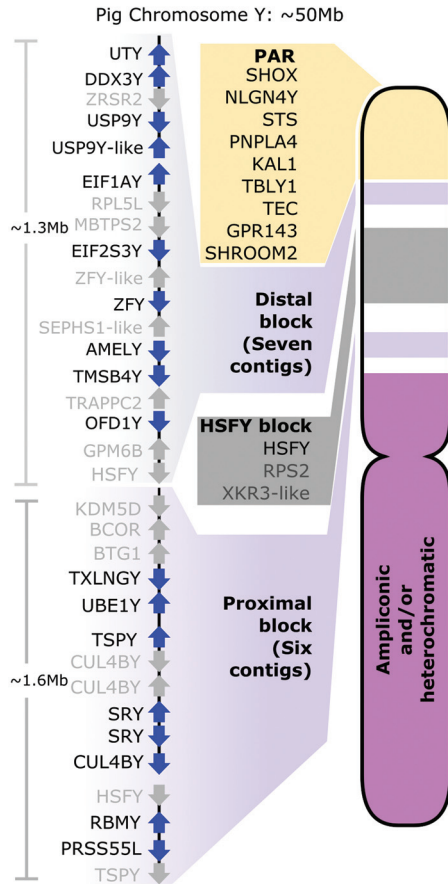 Pig Chromosome Y: ~50Mb
UTY
DDX3Y
ZRSR2
USP9Y
USP9Y-like
EIF1AY
RPL5L
MBTPS2
EIF2S3Y
ZFY-like
ZFY
SEPHS1-like
AMELY
TMSB4Y
TRAPPC2
OFD1Y
GPM6B
HSFY
~1.3Mb
KDM5D
BCOR
BTG1
TXLNGY
UBE1Y
TSPY
CUL4BY
CUL4BY
SRY
SRY
CUL4BY
HSFY
RBMY
PRSS55L
TSPY
~1.6Mb
PAR
SHOX
NLGN4Y
STS
PNPLA4
KAL1
TBLY1
TEC
GPR143
SHROOM2
Distal
block
(Seven
contigs)
HSFY block
HSFY
RPS2
XKR3-like
Proximal
block
(Six
contigs)
Ampliconic
and/or
heterochromatic